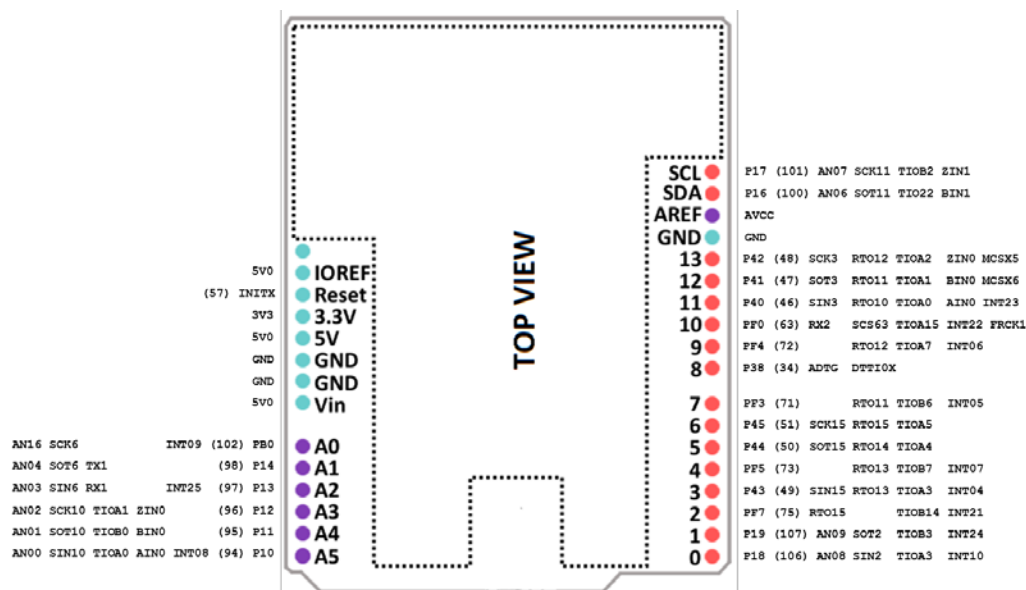 SCL P17 (101) AN07 SCK11 TIOB2 ZIN1
SDA P16 (100) AN06 SOT11 TIO22 BIN1
AREF AVCC
GND GND
13 P42 (48) SCK3 RTO12 TIOA2 ZIN0 MCSX5
5V0 IOREF 12 P41 (47) SOT3 RTO11 TIOA1 BIN0 MCSX6
(57) INITX Reset 11 P40 (46) SIN3 RTO10 TIOA0 AIN0 INT23
3V3 3.3V 10 PF0 (63) RX2 SCS63 TIOA15 INT22 FRCK1
5V0 5V 9 PF4 (72) RTO12 TIOA7 INT06
GND GND 8 P38 (34) ADTG DTTI0X
GND GND
5V0 Vin 7 PF3 (71) RTO11 TIOB6 INT05
6 P45 (51) SCK15 RTO15 TIOA5
AN16 SCK6 INT09 (102) PB0 A0 5 P44 (50) SOT15 RTO14 TIOA4
AN04 SOT6 TX1 (98) P14 A1 4 PF5 (73) RTO13 TIOB7 INT07
AN03 SIN6 RX1 INT25 (97) P13 A2 3 P43 (49) SIN15 RTO13 TIOA3 INT04
AN02 SCK10 TIOA1 ZIN0 (96) P12 A3 2 PF7 (75) RTO15 TIOB14 INT21
AN01 SOT10 TIOB0 BIN0 (95) P11 A4 1 P19 (107) AN09 SOT2 TIOB3 INT24
AN00 SIN10 TIOA0 AIN0 INT08 (94) P10 A5 0 P18 (106) AN08 SIN2 TIOA3 INT10
TOP VIEW